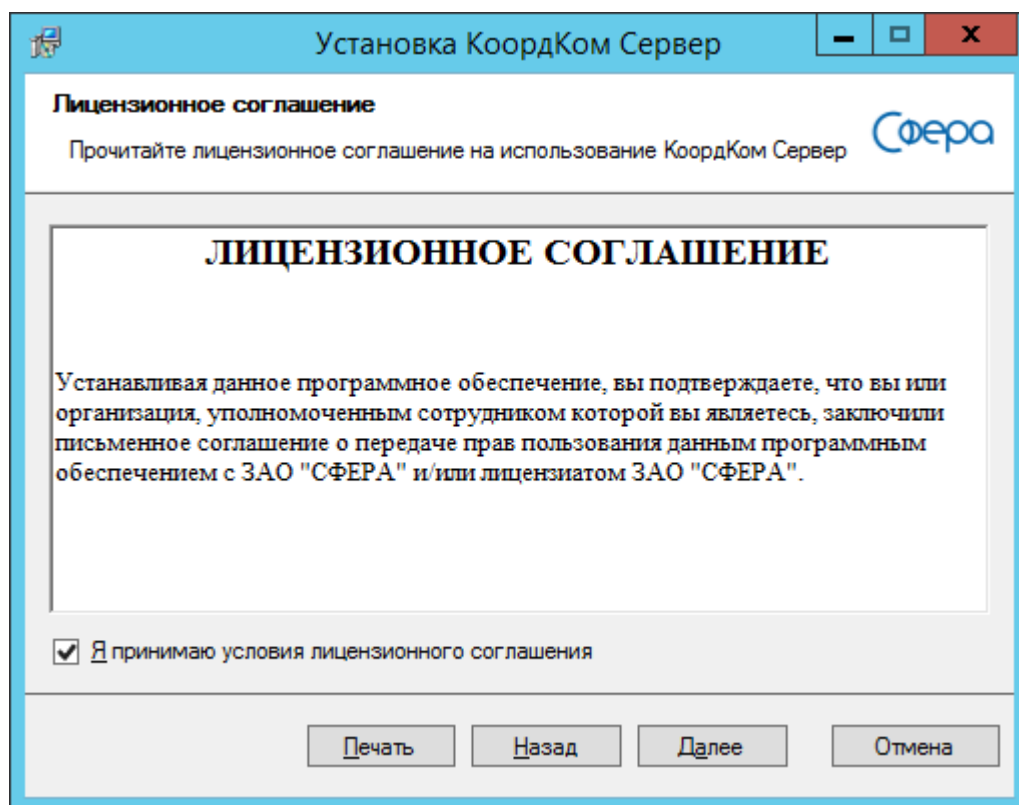 Установка КоордКом Сервер
Лицензионное соглашение
Прочитайте лицензионное соглашение на использование КоордКом Сервер
Сфера
ЛИЦЕНЗИОННОЕ СОГЛАШЕНИЕ
Устанавливая данное программное обеспечение, вы подтверждаете, что вы или
организация, уполномоченным сотрудником которой вы являетесь, заключили
письменное соглашение о передаче прав пользования данным программным
обеспечением с ЗАО "СФЕРА" и/или лицензиатом ЗАО "СФЕРА".
Я принимаю условия лицензионного соглашения
Печать Назад Далее Отмена